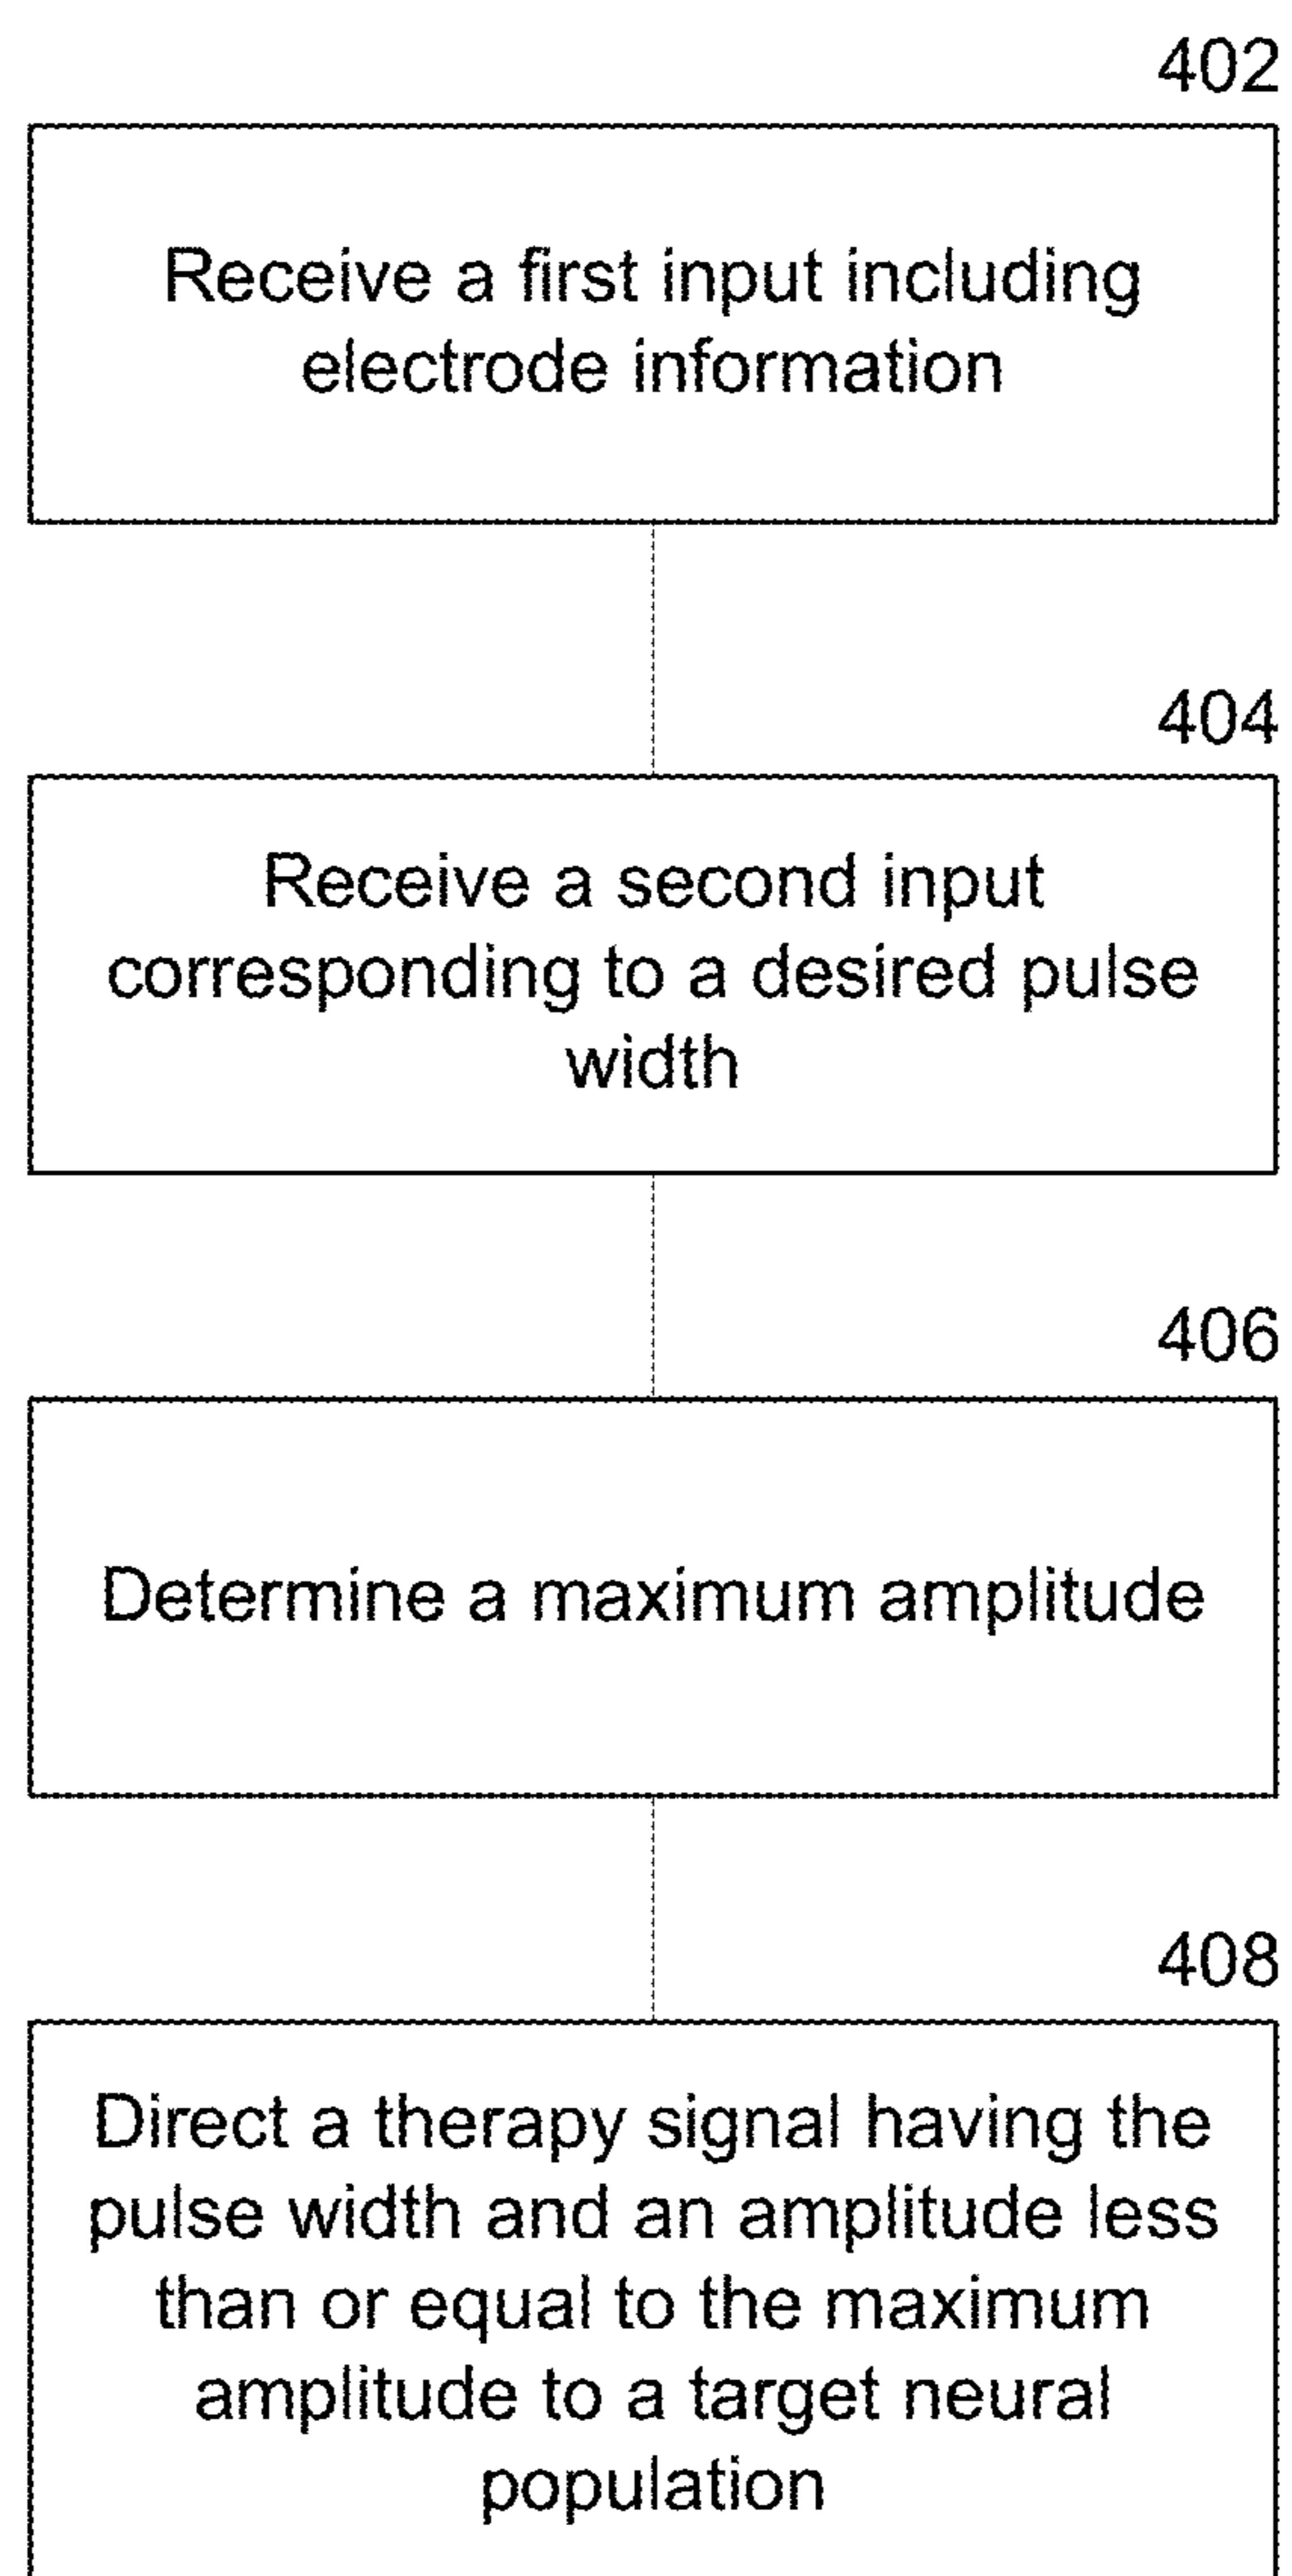 402
Receive a first input including
electrode information
404
Receive a second input
corresponding to a desired pulse
width
406
Determine a maximum amplitude
408
Direct a therapy signal having the
pulse width and an amplitude less
than or equal to the maximum
amplitude to a target neural
population